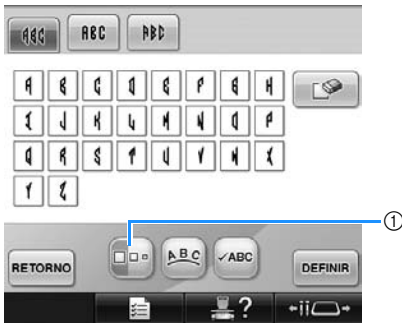 ABC ABC ABC
A B C D E F G H
I J K L M N O P
Q R S T U V W X
Y Z
①
RETORNO ABC ✓ABC DEFINIR
?